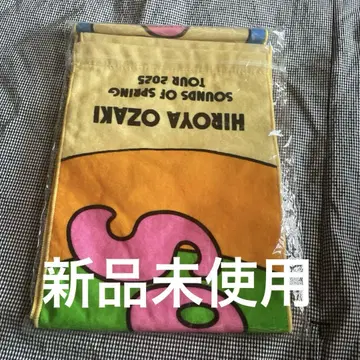 HIROYA OZAKI
SOUNDS OF SPRING
TOUR 2025
新品未使用